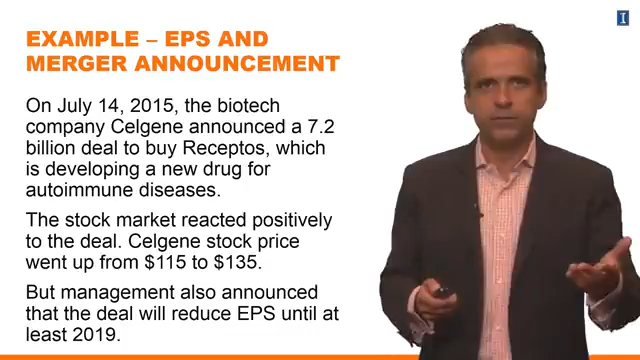 EXAMPLE – EPS AND
MERGER ANNOUNCEMENT
On July 14, 2015, the biotech
company Celgene announced a 7.2
billion deal to buy Receptos, which
is developing a new drug for
autoimmune diseases.
The stock market reacted positively
to the deal. Celgene stock price
went up from $115 to $135.
But management also announced
that the deal will reduce EPS until at
least 2019.
I